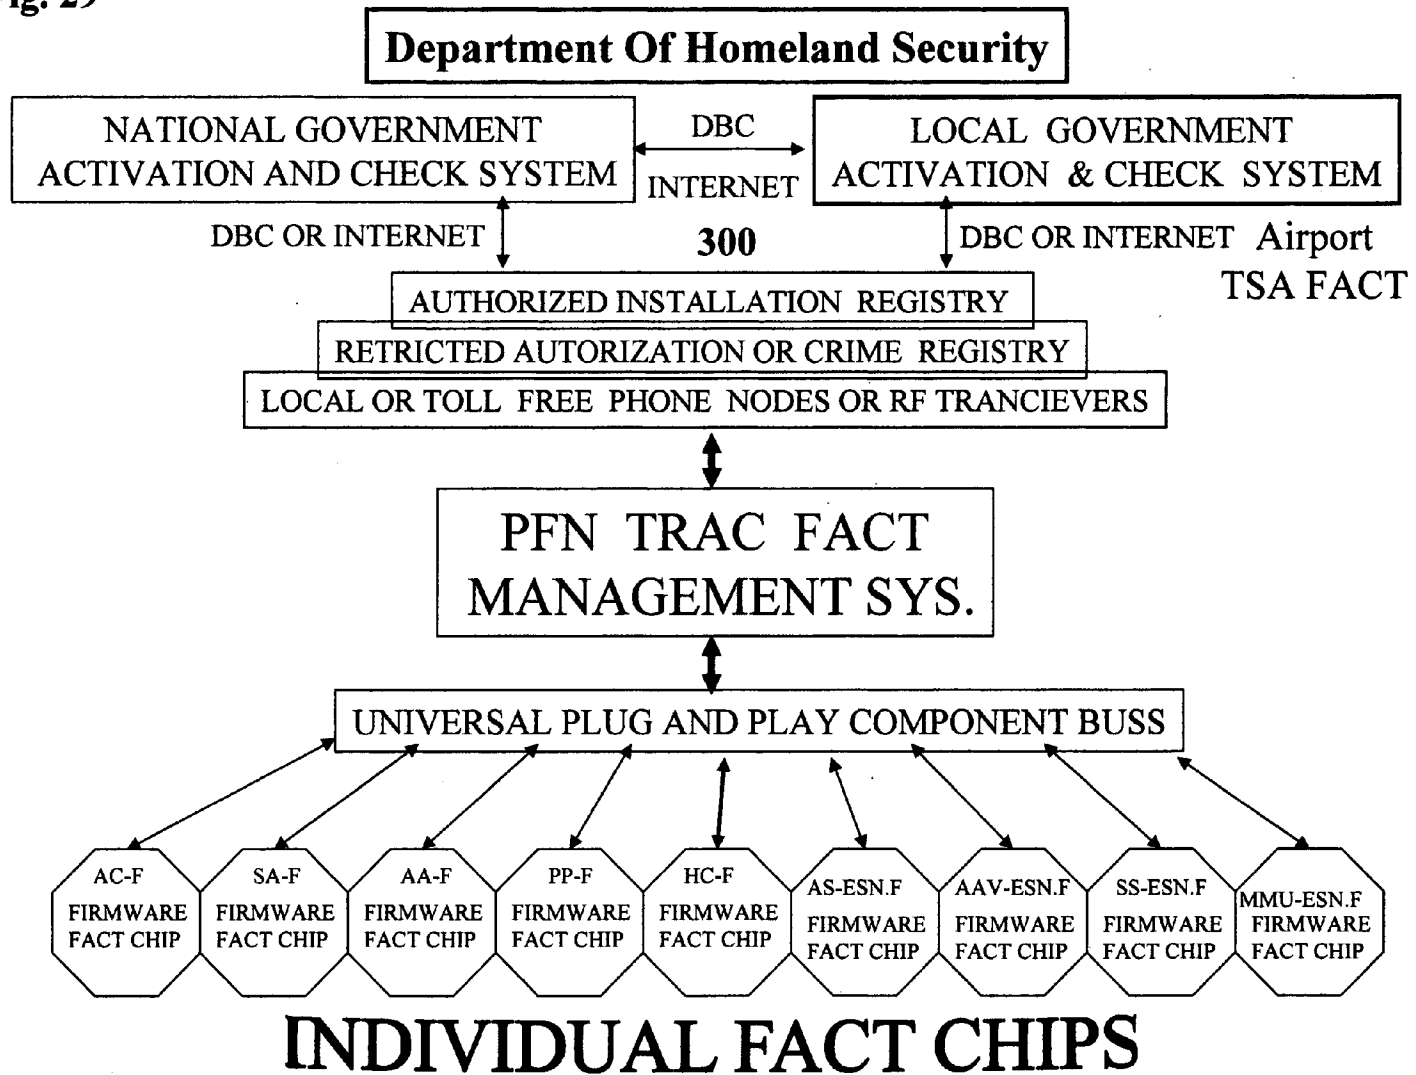 Fig. 29
Department Of Homeland Security
NATIONAL GOVERNMENT
ACTIVATION AND CHECK SYSTEM
DBC
INTERNET
LOCAL GOVERNMENT
ACTIVATION & CHECK SYSTEM
DBC OR INTERNET
300
DBC OR INTERNET
Airport
TSA FACT
AUTHORIZED INSTALLATION REGISTRY
RETRICTED AUTORIZATION OR CRIME REGISTRY
LOCAL OR TOLL FREE PHONE NODES OR RF TRANCIEVERS
PFN TRAC FACT
MANAGEMENT SYS.
UNIVERSAL PLUG AND PLAY COMPONENT BUSS
AC-F
FIRMWARE
FACT CHIP
SA-F
FIRMWARE
FACT CHIP
AA-F
FIRMWARE
FACT CHIP
PP-F
FIRMWARE
FACT CHIP
HC-F
FIRMWARE
FACT CHIP
AS-ESN.F
FIRMWARE
FACT CHIP
AAV-ESN.F
FIRMWARE
FACT CHIP
SS-ESN.F
FIRMWARE
FACT CHIP
MMU-ESN.F
FIRMWARE
FACT CHIP
INDIVIDUAL FACT CHIPS